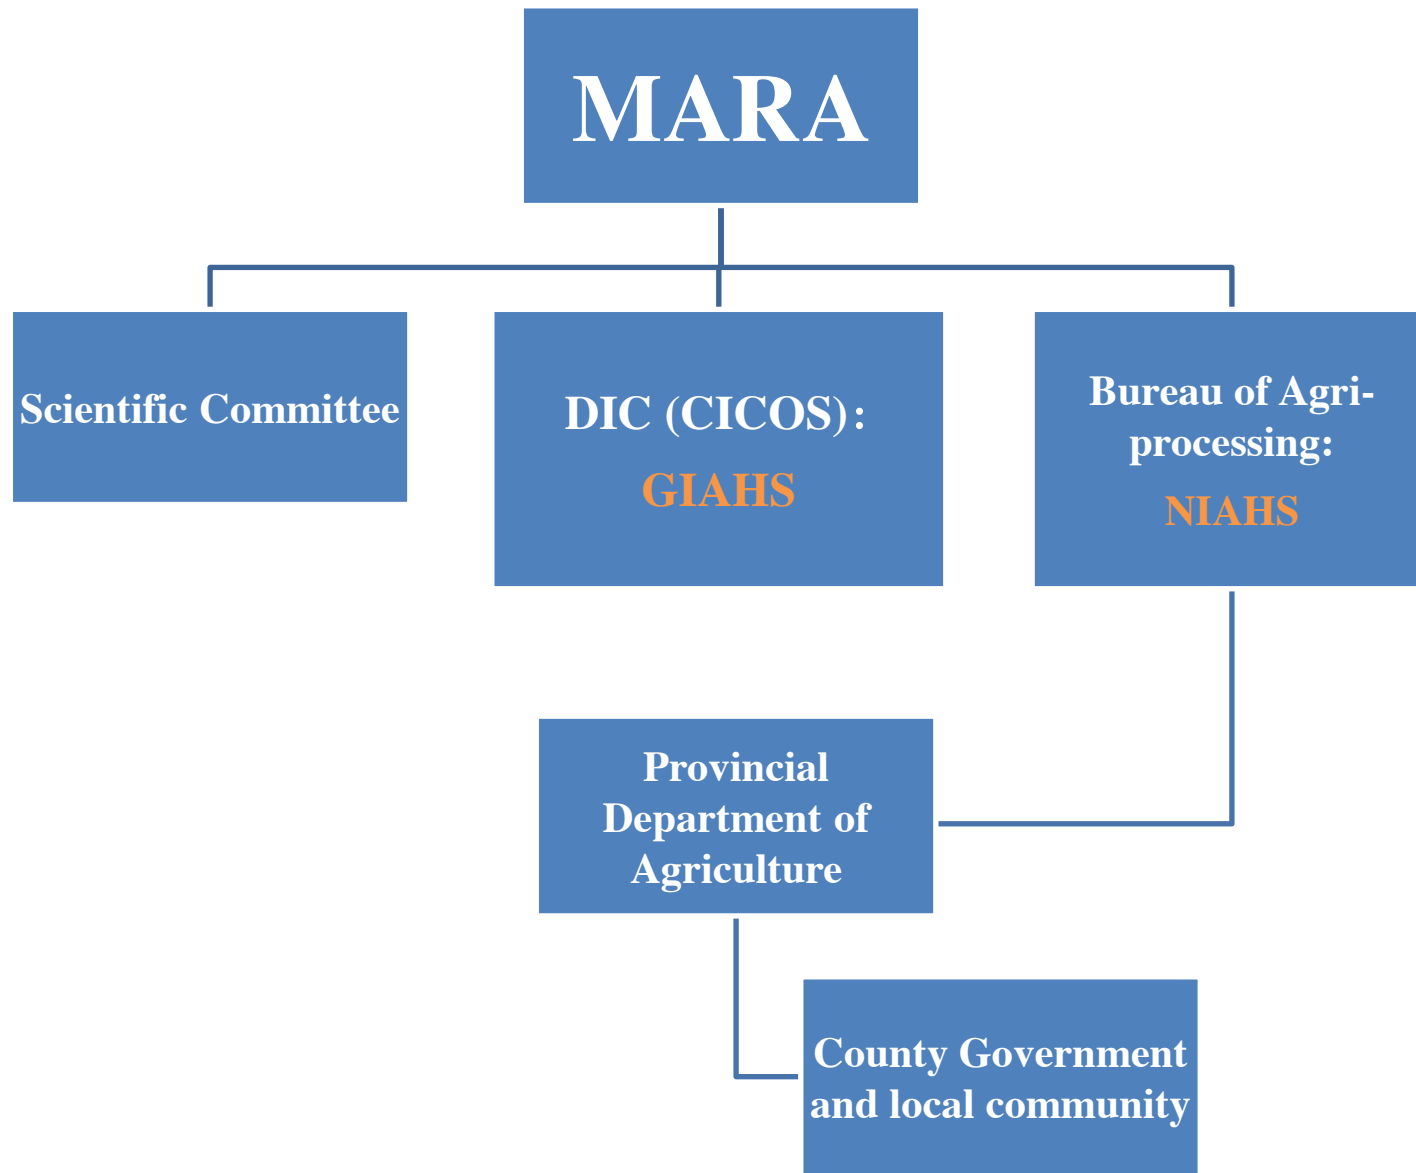 MARA
Scientific Committee
DIC (CICOS):
GIAHS
Bureau of Agri-
processing:
NIAHS
Provincial
Department of
Agriculture
County Government
and local community